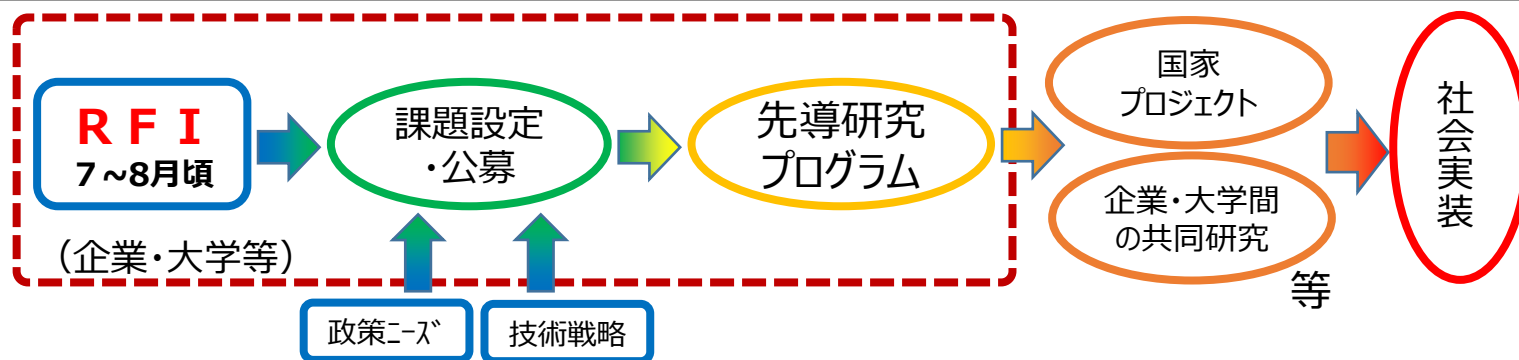 ＲＦＩ
７~8月頃
（企業・大学等）
課題設定
・公募
政策ﾆｰｽﾞ
技術戦略
先導研究
プログラム
国家
プロジェクト
企業・大学間
の共同研究
等
社会実装